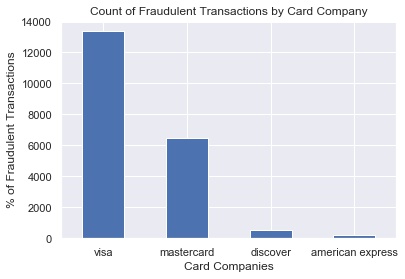 Count of Fraudulent Transactions by Card Company
14000
12000
10000
8000
6000
4000
2000
0
% of Fraudulent Transactions
visa mastercard discover american express
Card Companies